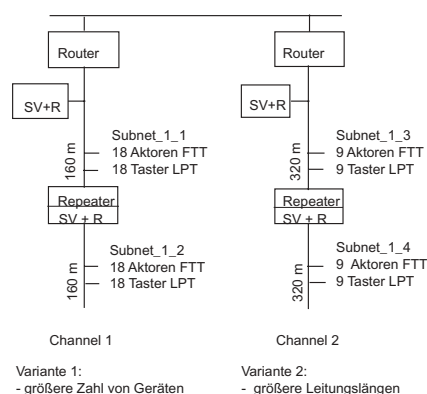 Router
SV+R
160 m
Subnet_1_1
18 Aktoren FTT
18 Taster LPT
Repeater
SV + R
160 m
Subnet_1_2
18 Aktoren FTT
18 Taster LPT
Channel 1
Variante 1:
- größere Zahl von Geräten
Router
SV+R
320 m
Subnet_1_3
9 Aktoren FTT
9 Taster LPT
Repeater
SV + R
320 m
Subnet_1_4
9 Aktoren FTT
9 Taster LPT
Channel 2
Variante 2:
- größere Leitungslängen